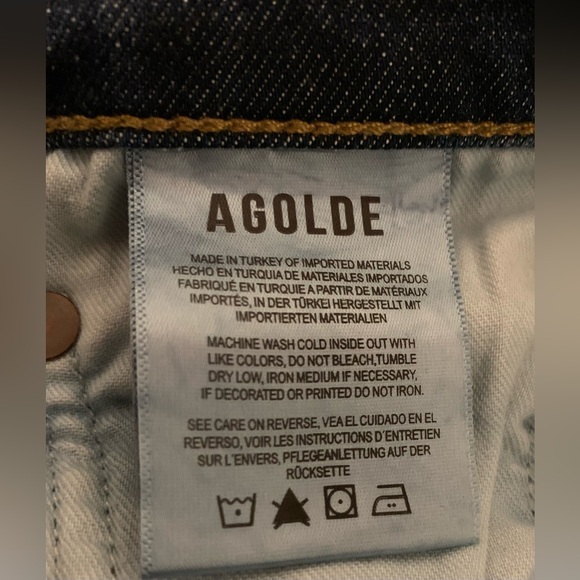 AGOLDE
MADE IN TURKEY OF IMPORTED MATERIALS
HECHO EN TURQUIA DE MATERIALES IMPORTADOS
FABRIQUÉ EN TURQUIE A PARTIR DE MATÉRIAUX
IMPORTÉS, IN DER TÜRKEI HERGESTELLT MIT
IMPORTIERTEN MATERIALIEN
MACHINE WASH COLD INSIDE OUT WITH
LIKE COLORS, DO NOT BLEACH,TUMBLE
DRY LOW, IRON MEDIUM IF NECESSARY,
IF DECORATED OR PRINTED DO NOT IRON.
SEE CARE ON REVERSE, VEA EL CUIDADO EN EL
REVERSO, VOIR LES INSTRUCTIONS D´ENTRETIEN
SUR L´ENVERS, PFLEGEANLEITUNG AUF DER
RÜCKSETTE